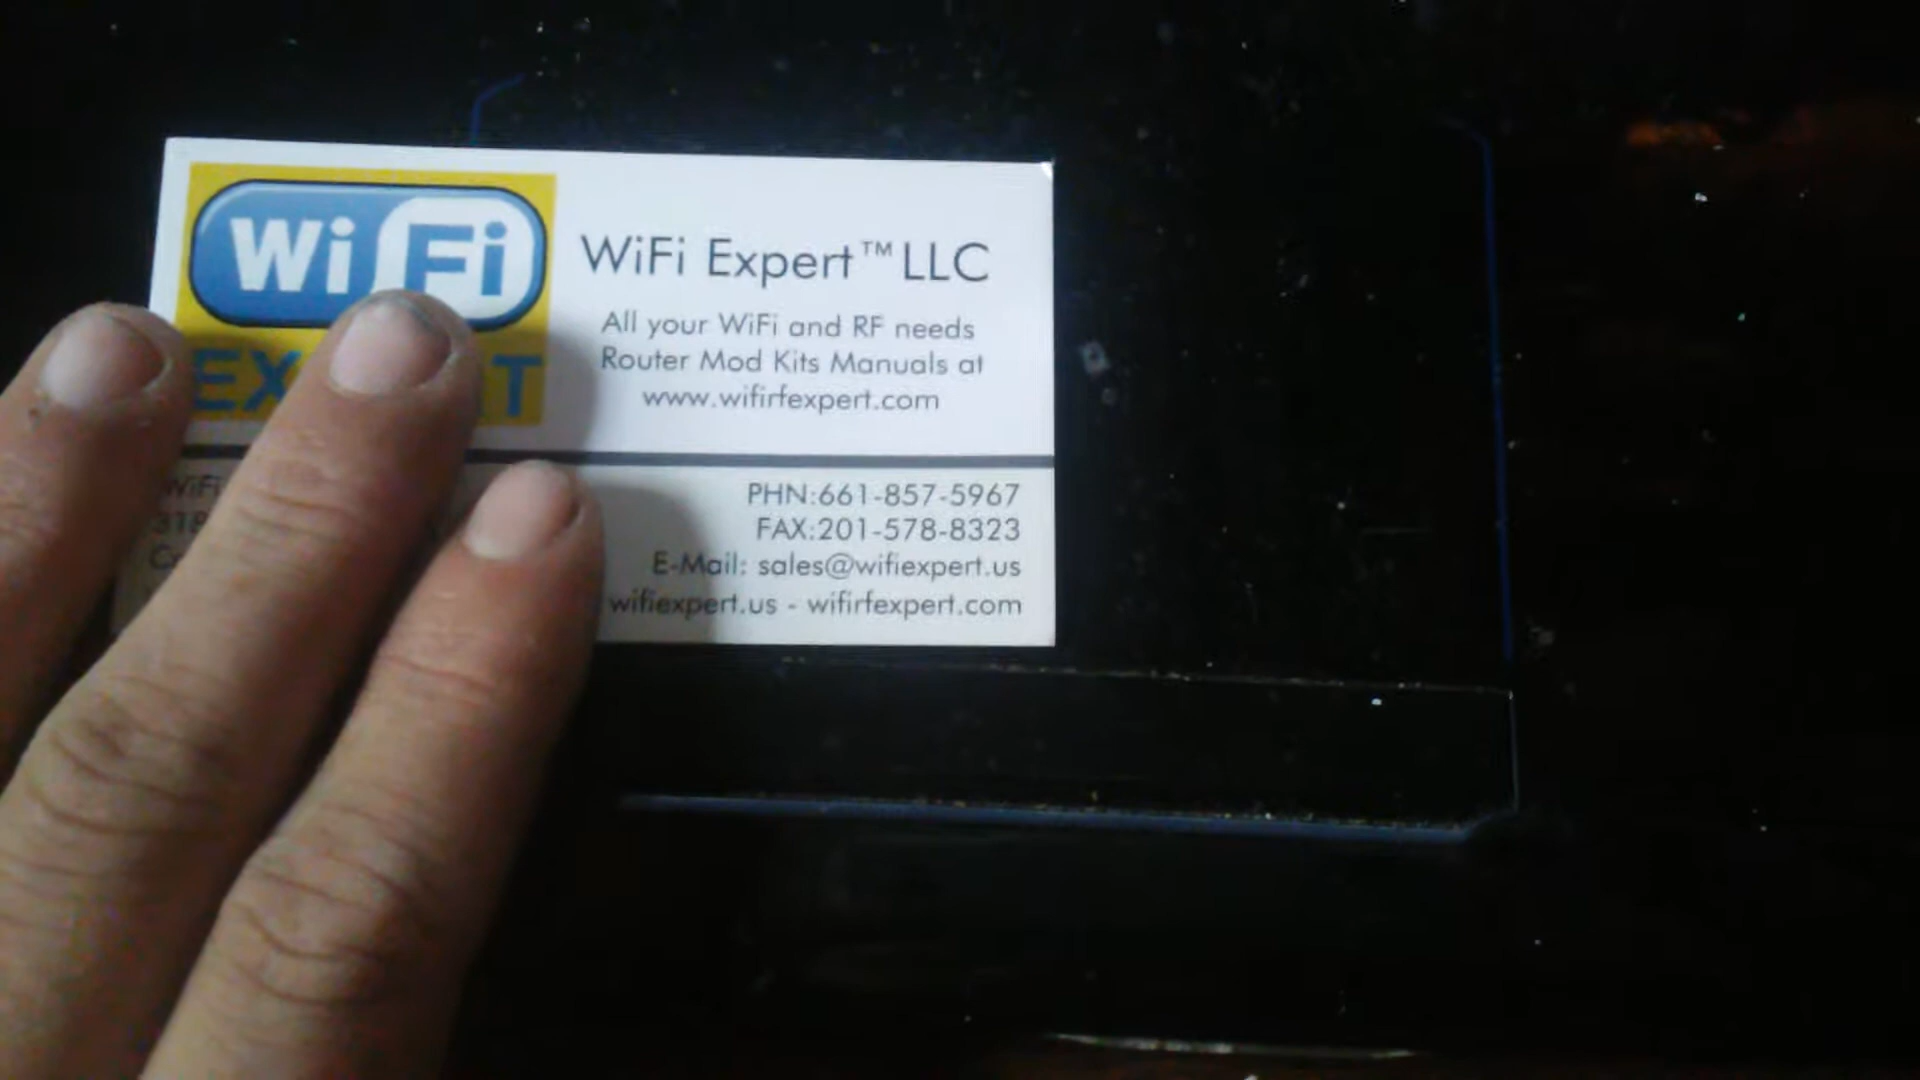 WiFi
WiFi Expert™ LLC
All your WiFi and RF needs
Router Mod Kits Manuals at
www.wifirfexpert.com
WiFi
PHN:661-857-5967
FAX:201-578-8323
E-Mail: sales@wifiexpert.us
wifiexpert.us - wifirfexpert.com